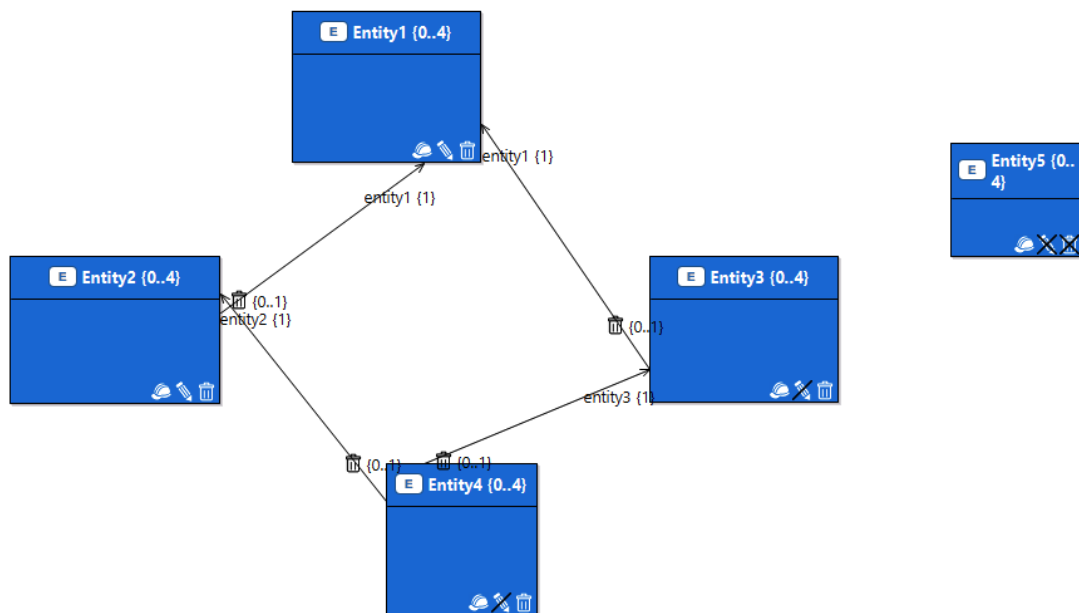 E Entity1 {0..4}
entity1 {1}
entity1 {1}
E Entity5 {0..
4}
E Entity2 {0..4}
E Entity3 {0..4}
{0..1}
entity2 {1}
{0..1}
entity3 {1}
{0..1}
{0..1}
E Entity4 {0..4}